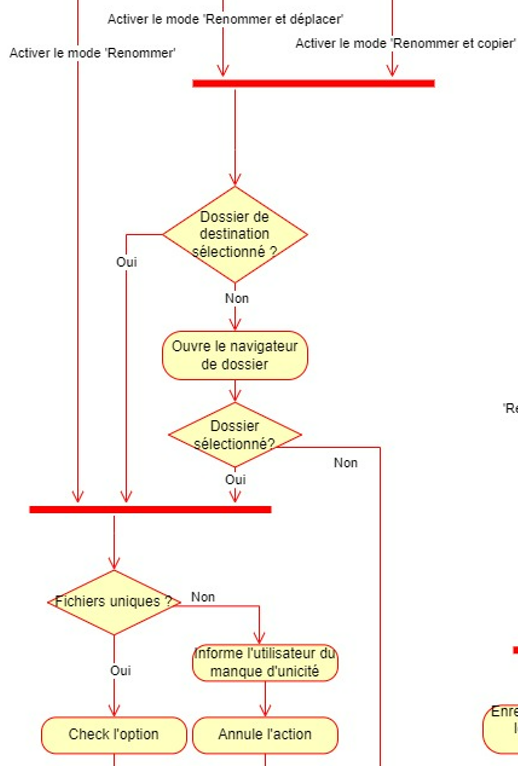 Activer le mode 'Renommer et déplacer'
Activer le mode 'Renommer et copier'
Activer le mode 'Renommer'
Dossier de
destination
sélectionné ?
Oui
Non
Ouvre le navigateur
de dossier
Dossier
sélectionné?
Non
Oui
Fichiers uniques ?
Non
Informe l'utilisateur du
manque d'unicité
Oui
Check l'option
Annule l'action